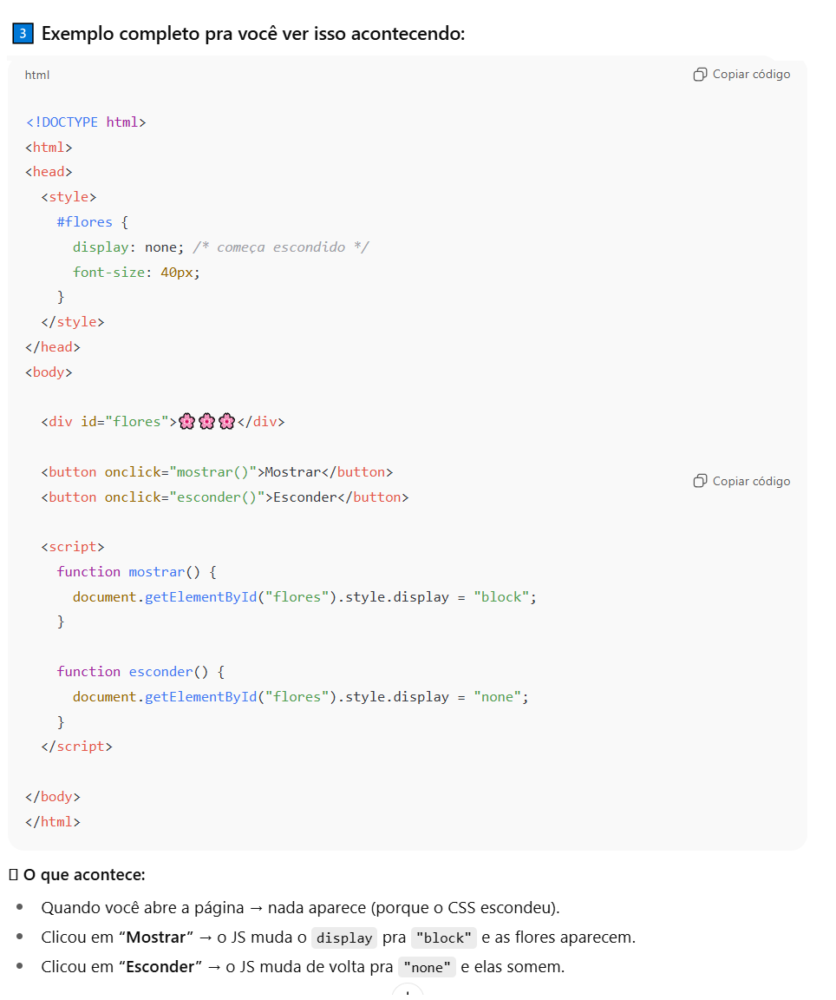 3 Exemplo completo pra você ver isso acontecendo:
html Copiar código
<!DOCTYPE html>
<html>
<head>
  <style>
    #flores {
      display: none; /* começa escondido */
      font-size: 40px;
    }
  </style>
</head>
<body>
  <div id="flores">🌸🌸🌸</div>
  <button onclick="mostrar()">Mostrar</button>
Copiar código
  <button onclick="esconder()">Esconder</button>
  <script>
    function mostrar() {
      document.getElementById("flores").style.display = "block";
    }
    function esconder() {
      document.getElementById("flores").style.display = "none";
    }
  </script>
</body>
</html>
O que acontece:
• Quando você abre a página → nada aparece (porque o CSS escondeu).
• Clicou em “Mostrar” → o JS muda o display pra "block" e as flores aparecem.
• Clicou em “Esconder” → o JS muda de volta pra "none" e elas somem.